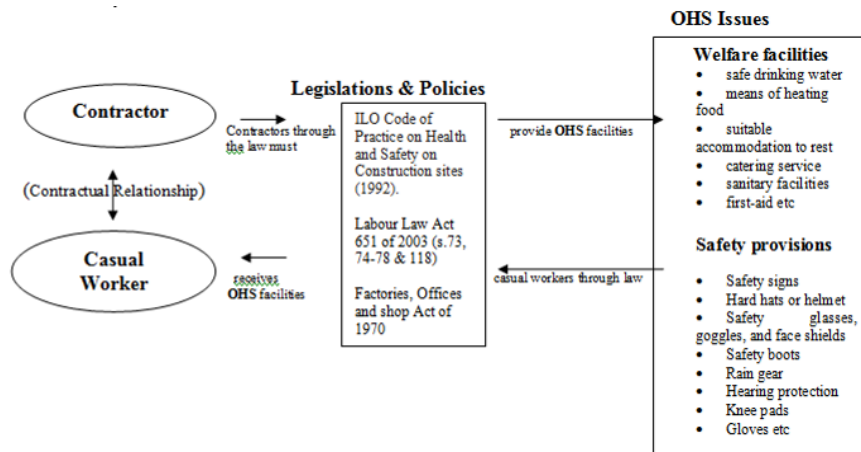 OHS Issues
Welfare facilities
• safe drinking water
• means of heating
food
• suitable
accommodation to rest
• catering service
• sanitary facilities
• first-aid etc
Safety provisions
• Safety signs
• Hard hats or helmet
• Safety glasses,
goggles, and face shields
• Safety boots
• Rain gear
• Hearing protection
• Knee pads
• Gloves etc
Legislations & Policies
ILO Code of
Practice on Health
and Safety on
Construction sites
(1992).
Labour Law Act
651 of 2003 (s.73,
74-78 & 118)
Factories, Offices
and shop Act of
1970
Contractor
Contractors through
the law must
provide OHS facilities
(Contractual Relationship)
Casual
Worker
receives
OHS facilities
casual workers through law